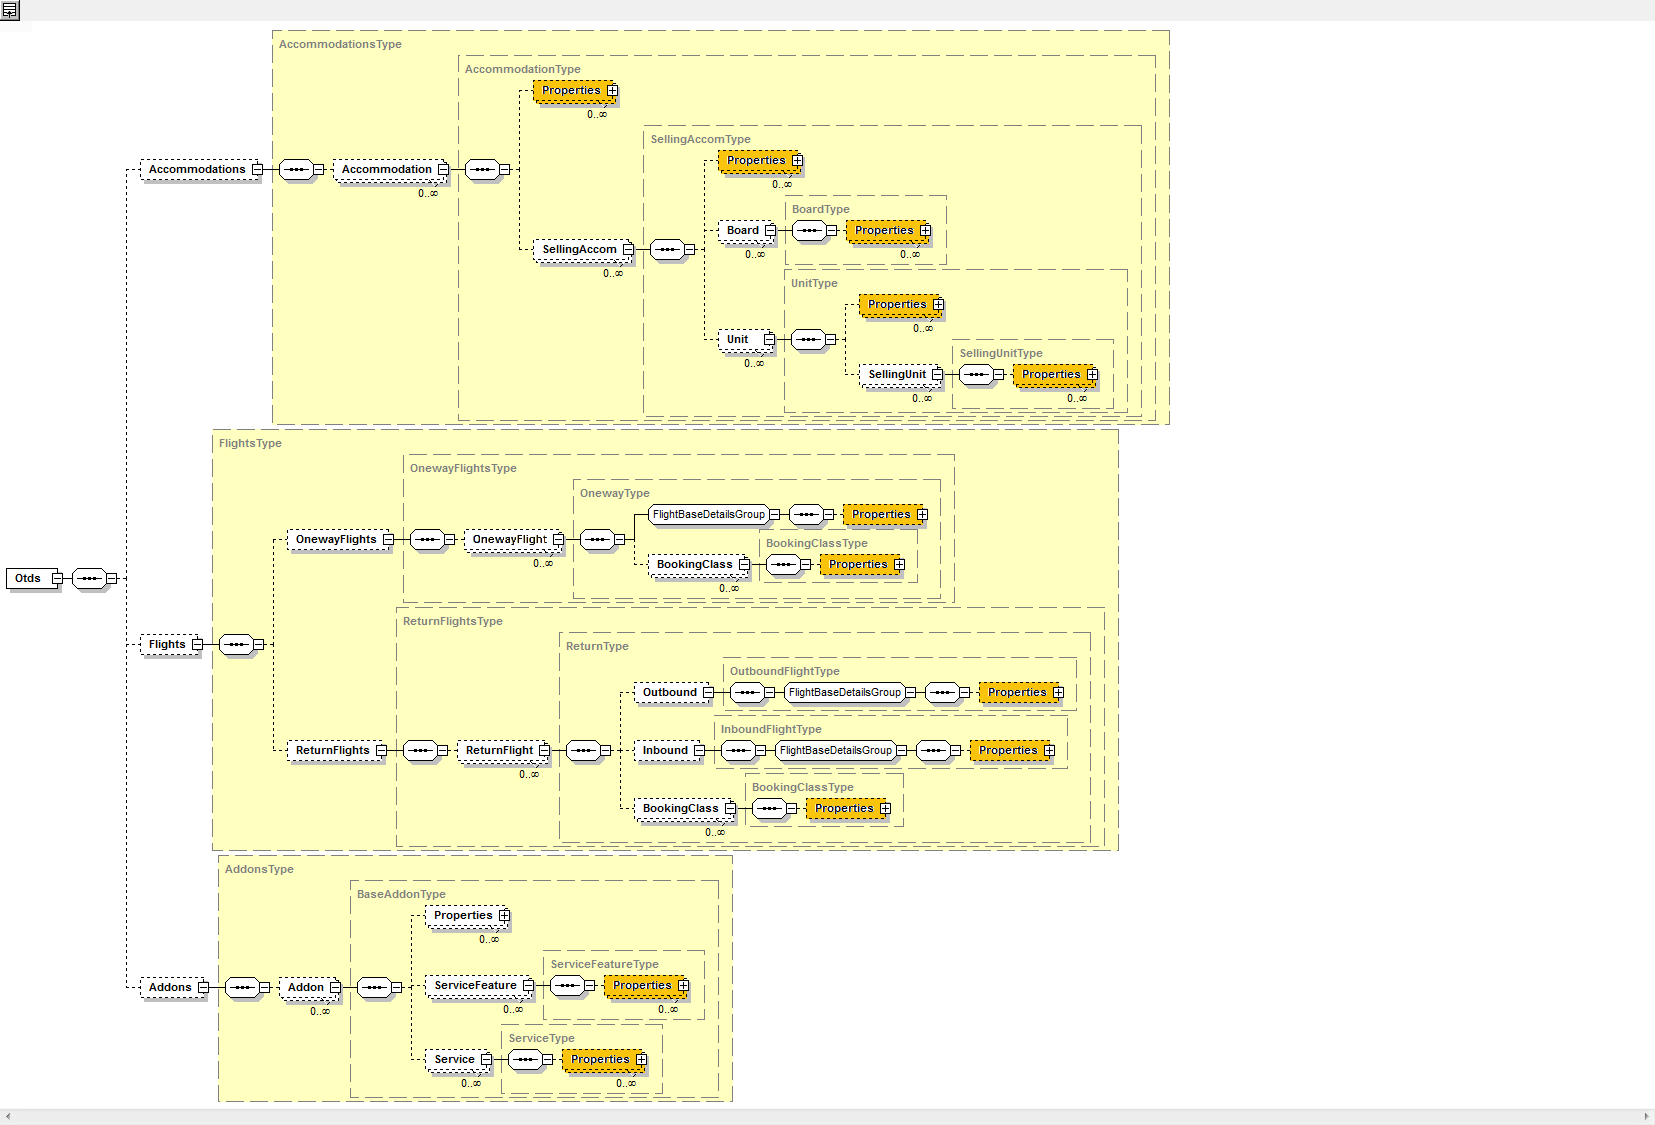 AccommodationsType
AccommodationType
Properties
0..∞
SellingAccomType
Properties
0..∞
Accommodations
Accommodation
0..∞
BoardType
Board
Properties
0..∞
0..∞
SellingAccom
0..∞
UnitType
Properties
0..∞
Unit
0..∞
SellingUnitType
SellingUnit
Properties
0..∞
0..∞
FlightsType
OnewayFlightsType
OnewayType
FlightBaseDetailsGroup
Properties
OnewayFlights
OnewayFlight
0..∞
BookingClassType
BookingClass
Properties
0..∞
Otds
Flights
ReturnFlightsType
ReturnType
OutboundFlightType
Outbound
FlightBaseDetailsGroup
Properties
InboundFlightType
ReturnFlights
ReturnFlight
0..∞
Inbound
FlightBaseDetailsGroup
Properties
BookingClassType
BookingClass
Properties
0..∞
AddonsType
BaseAddonType
Properties
0..∞
ServiceFeatureType
Addons
Addon
0..∞
ServiceFeature
Properties
0..∞
0..∞
ServiceType
Service
Properties
0..∞
0..∞